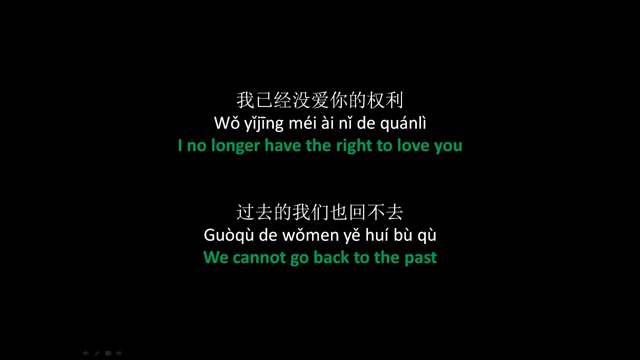 我已经没爱你的权利
Wǒ yǐjīng méi ài nǐ de quánlì
I no longer have the right to love you
过去的我们也回不去
Guòqù de wǒmen yě huí bù qù
We cannot go back to the past